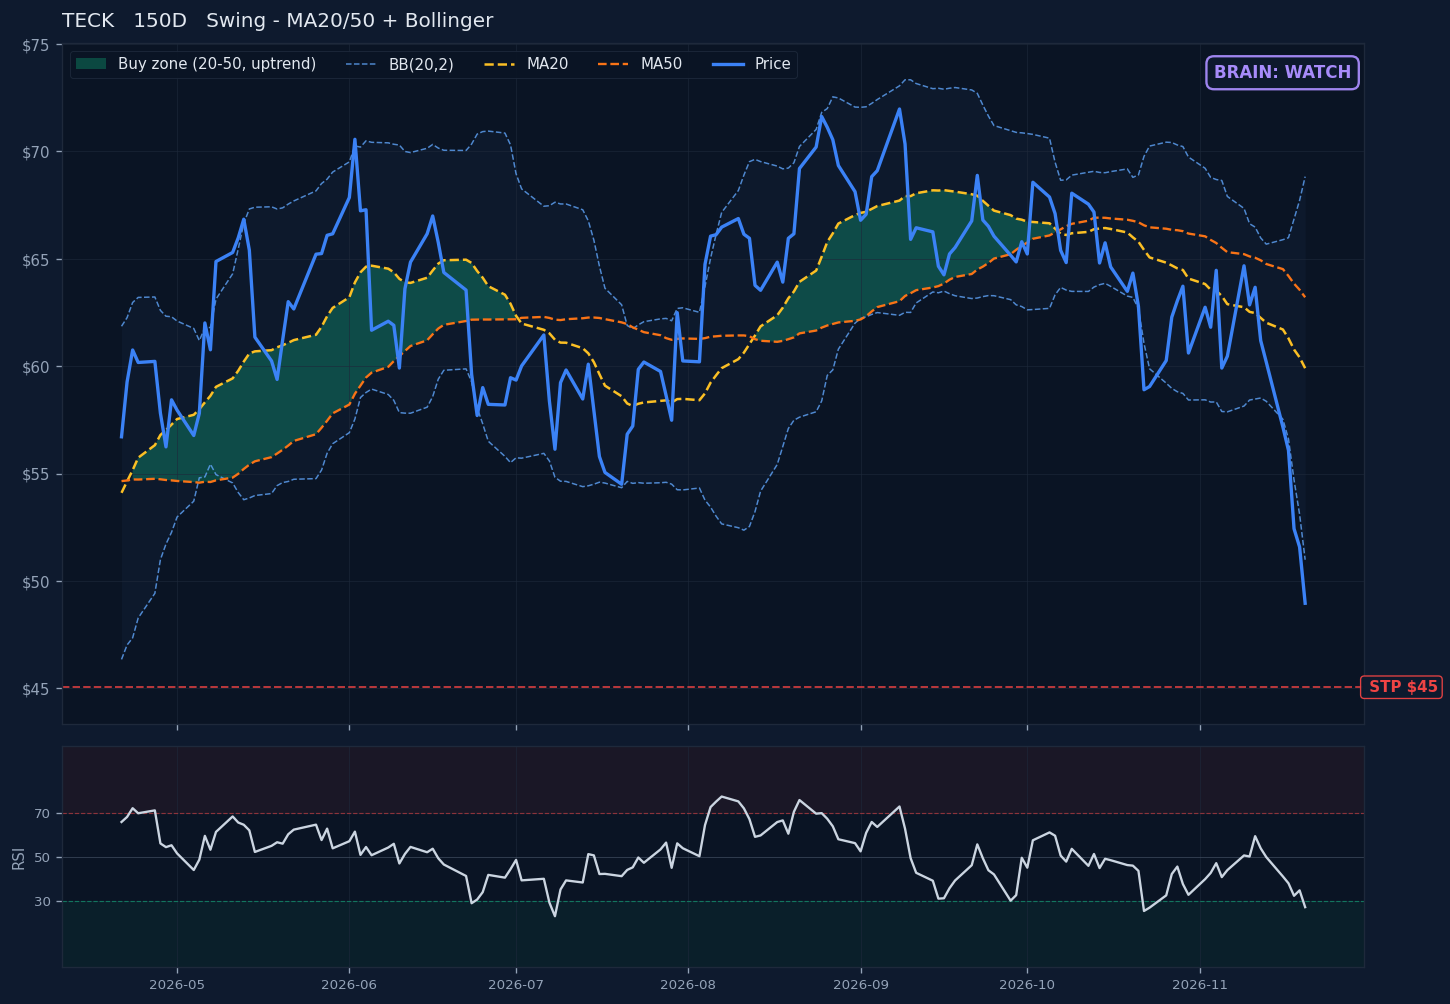 TECK   150D   Swing - MA20/50 + Bollinger
Buy zone (20-50, uptrend)
BB(20,2)
MA20
MA50
Price
BRAIN: WATCH
$75
$70
$65
$60
$55
$50
$45
STP $45
RSI
70
50
30
2026-05
2026-06
2026-07
2026-08
2026-09
2026-10
2026-11